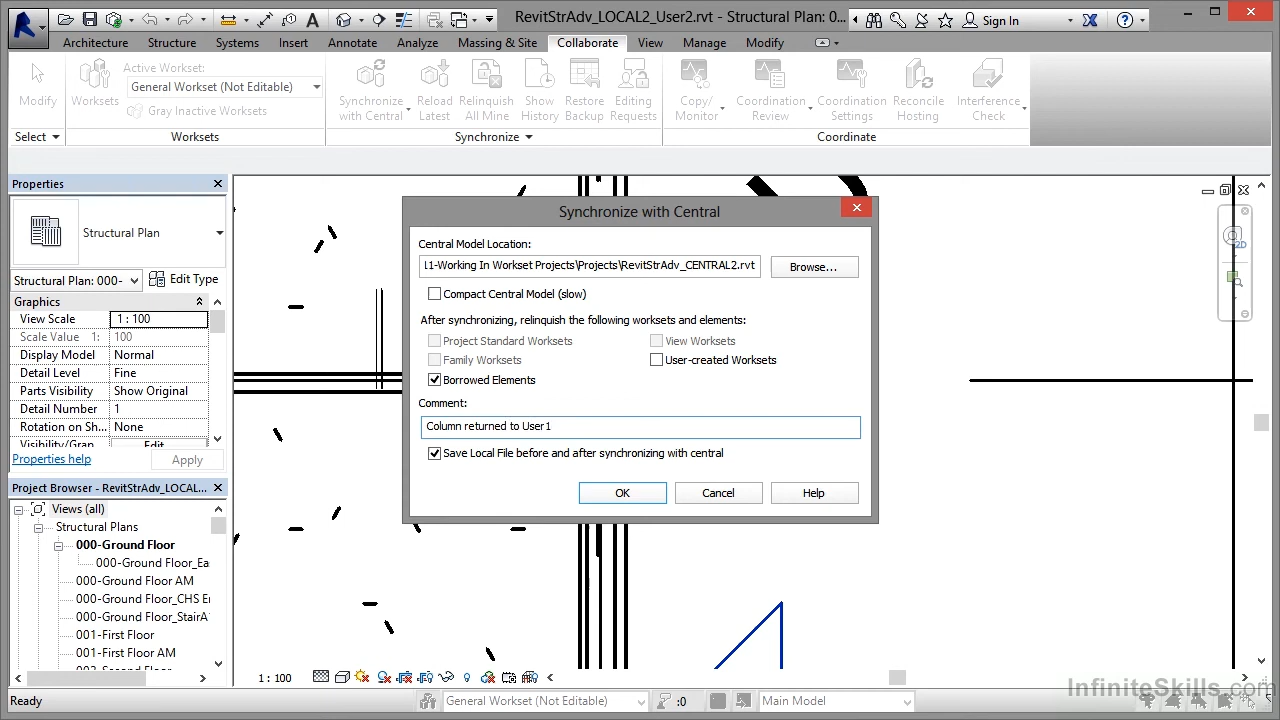 RevitStrAdv_LOCAL2_User2.rvt - Structural Plan: 0...
Sign In
Architecture Structure Systems Insert Annotate Analyze Massing & Site Collaborate View Manage Modify
Modify
Select
Worksets
Active Workset:
General Workset (Not Editable)
Gray Inactive Worksets
Worksets
Synchronize
with Central
Reload
Latest
Relinquish
All Mine
Show
History
Restore
Backup
Editing
Requests
Synchronize
Copy/
Monitor
Coordination
Review
Coordination
Settings
Reconcile
Hosting
Interference
Check
Coordinate
Properties
Structural Plan
Structural Plan: 000-
Edit Type
Graphics
View Scale 1 : 100
Scale Value 1: 100
Display Model Normal
Detail Level Fine
Parts Visibility Show Original
Detail Number 1
Rotation on Sh... None
Visibility/Grap Edit
Properties help
Apply
Project Browser - RevitStrAdv_LOCAL...
Views (all)
Structural Plans
000-Ground Floor
000-Ground Floor_Ea
000-Ground Floor AM
000-Ground Floor_CHS E
000-Ground Floor_StairA
001-First Floor
001-First Floor AM
Synchronize with Central
Central Model Location:
11-Working In Workset Projects\Projects\RevitStrAdv_CENTRAL2.rvt
Browse...
Compact Central Model (slow)
After synchronizing, relinquish the following worksets and elements:
Project Standard Worksets
View Worksets
Family Worksets
User-created Worksets
Borrowed Elements
Comment:
Column returned to User1
Save Local File before and after synchronizing with central
OK
Cancel
Help
2D
1 : 100
Ready
General Workset (Not Editable)
:0
Main Model
InfiniteSkills.com